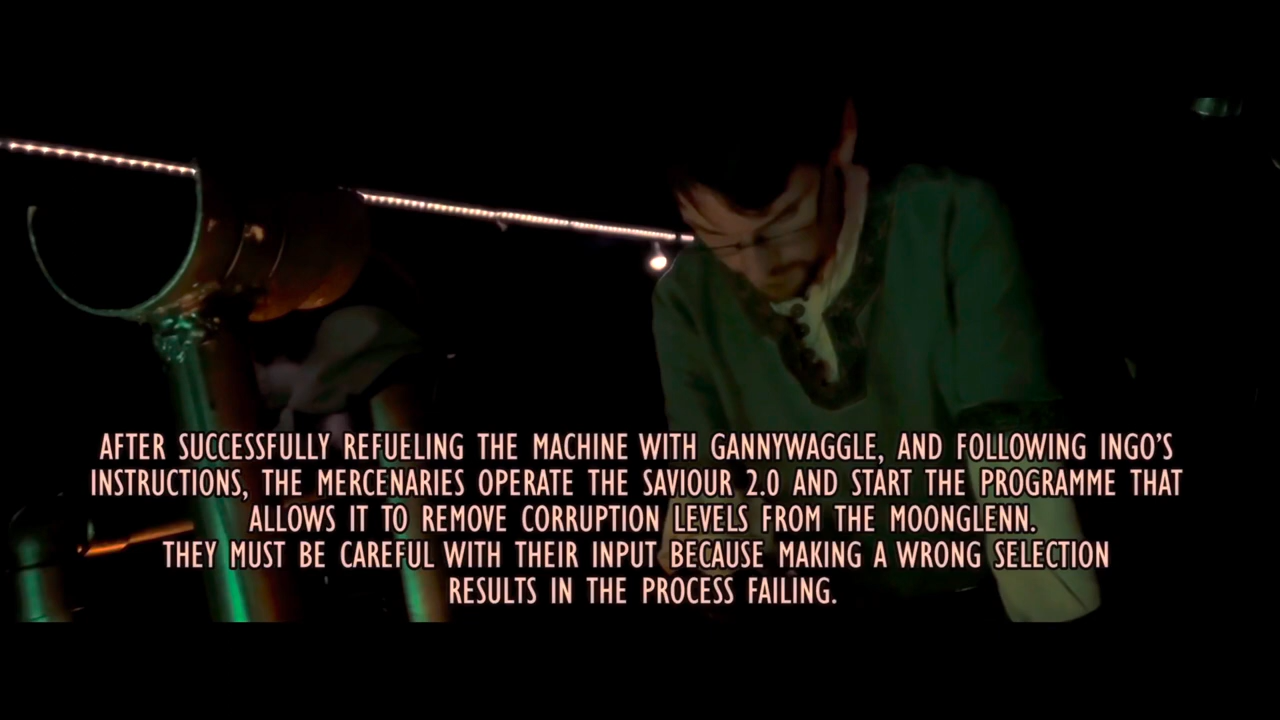 AFTER SUCCESSFULLY REFUELING THE MACHINE WITH GANNYWAGGLE, AND FOLLOWING INGO'S
INSTRUCTIONS, THE MERCENARIES OPERATE THE SAVIOUR 2.0 AND START THE PROGRAMME THAT
ALLOWS IT TO REMOVE CORRUPTION LEVELS FROM THE MOONGLENN.
THEY MUST BE CAREFUL WITH THEIR INPUT BECAUSE MAKING A WRONG SELECTION
RESULTS IN THE PROCESS FAILING.